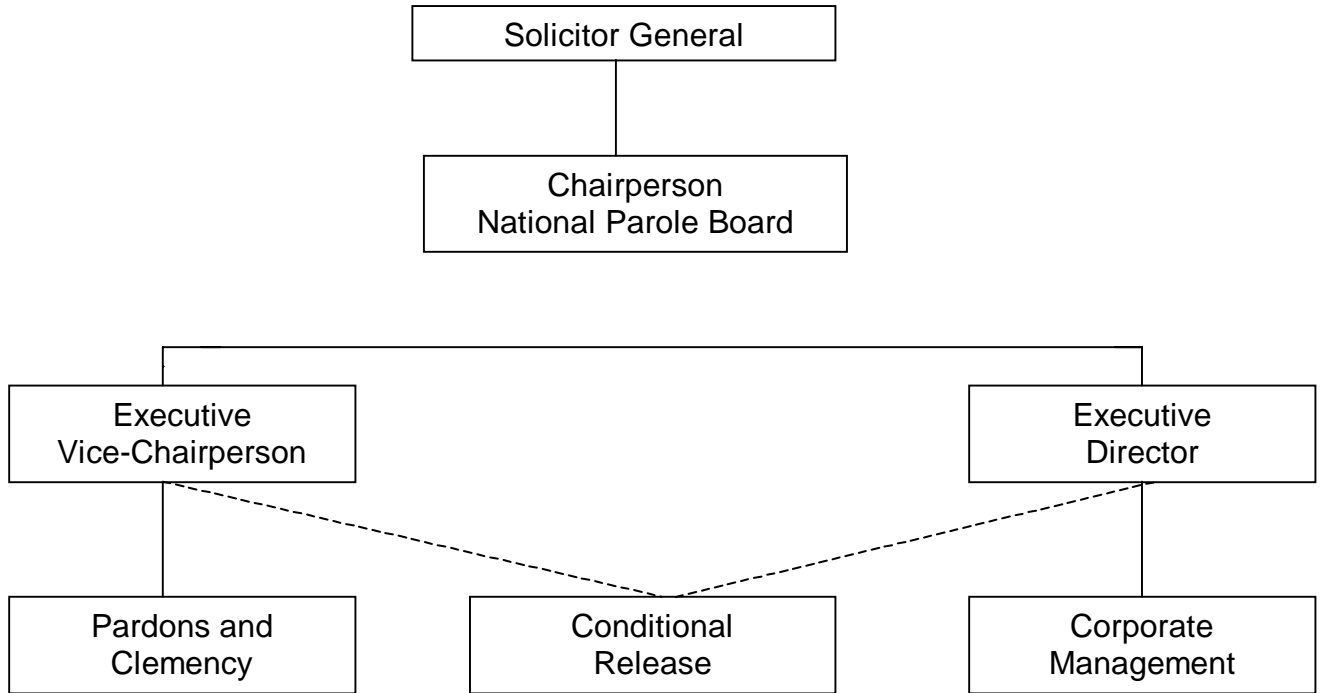 Solicitor General
Chairperson
National Parole Board
Executive
Vice-Chairperson
Executive
Director
Pardons and
Clemency
Conditional
Release
Corporate
Management